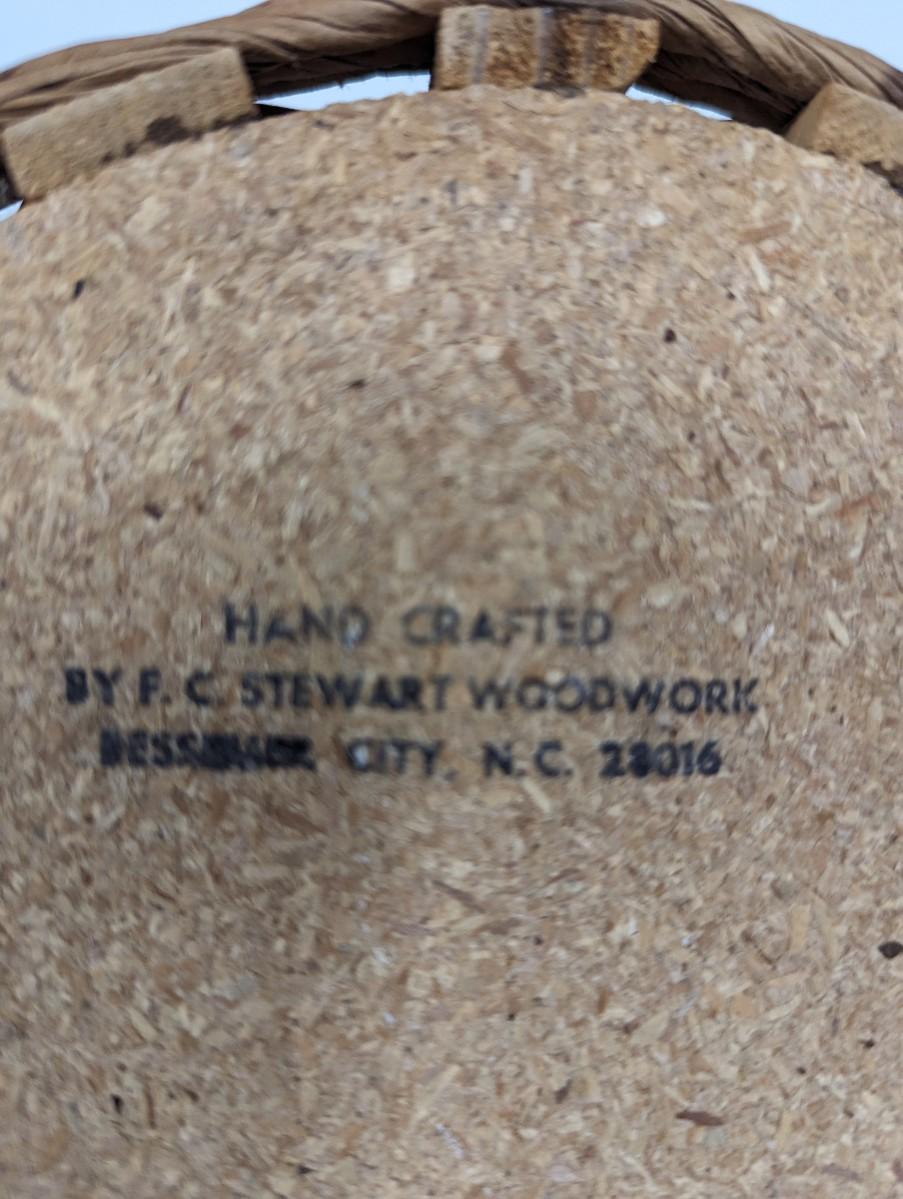 HAND CRAFTED
BY F. C. STEWART WOODWORK
BESSEMER CITY, N.C. 28016